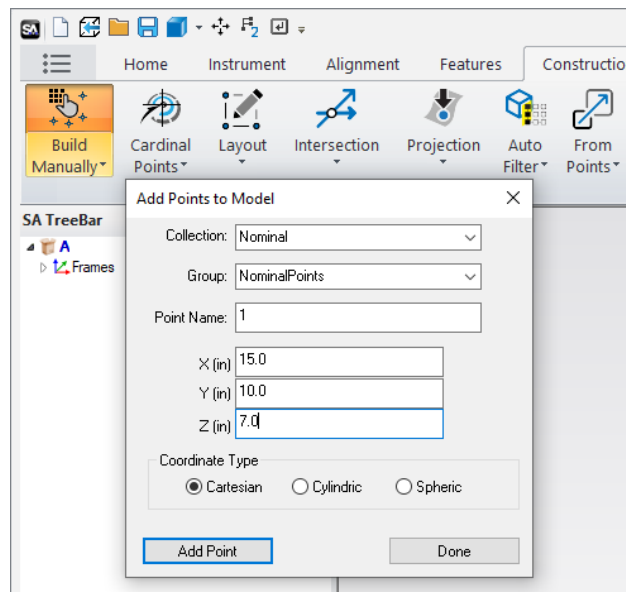 SA
F
2
Home Instrument Alignment Features Constructio
Build Manually
Cardinal Points
Layout
Intersection
Projection
Auto Filter
From Points
Add Points to Model
SA TreeBar
A
Frames
Collection: Nominal
Group: NominalPoints
Point Name: 1
X (in) 15.0
Y (in) 10.0
Z (in) 7.0
Coordinate Type
Cartesian Cylindric Spheric
Add Point Done